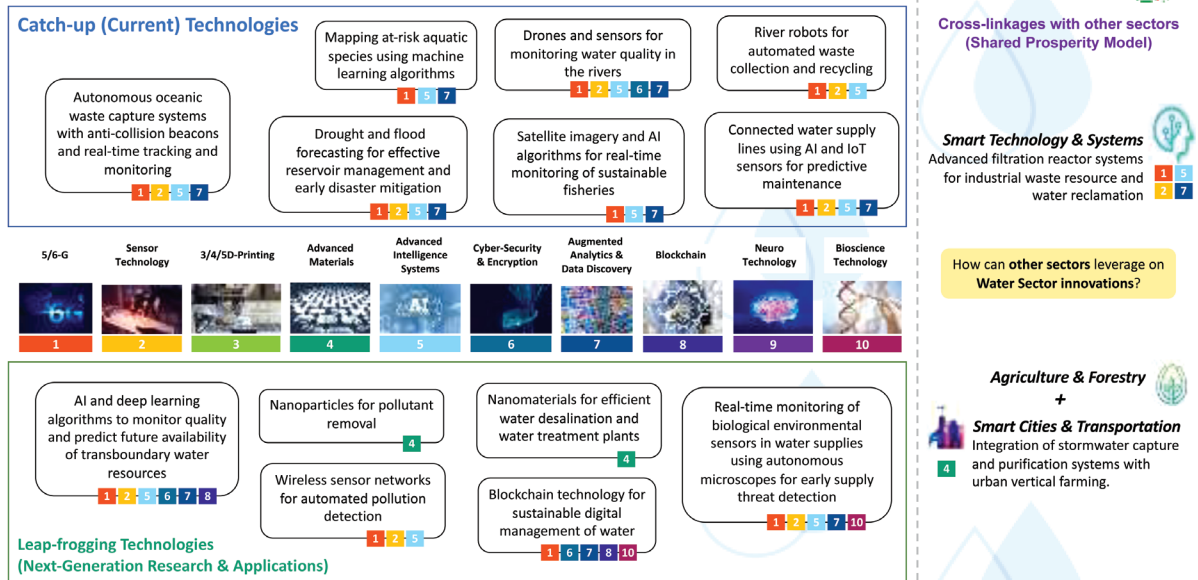 Catch-up (Current) Technologies
Autonomous oceanic
waste capture systems
with anti-collision beacons
and real-time tracking and
monitoring
1 2 5 7
Mapping at-risk aquatic
species using machine
learning algorithms
1 5 7
Drones and sensors for
monitoring water quality in
the rivers
1 2 5 6 7
River robots for
automated waste
collection and recycling
1 2 5
Drought and flood
forecasting for effective
reservoir management and
early disaster mitigation
1 2 5 7
Satellite imagery and AI
algorithms for real-time
monitoring of sustainable
fisheries
1 5 7
Connected water supply
lines using AI and IoT
sensors for predictive
maintenance
1 2 5 7
5/6-G
1
Sensor
Technology
2
3/4/5D-Printing
3
Advanced
Materials
4
Advanced
Intelligence
Systems
AI
5
Cyber-Security
& Encryption
6
Augmented
Analytics &
Data Discovery
7
Blockchain
8
Neuro
Technology
9
Bioscience
Technology
10
AI and deep learning
algorithms to monitor quality
and predict future availability
of transboundary water
resources
1 2 5 6 7 8
Nanoparticles for pollutant
removal
4
Nanomaterials for efficient
water desalination and
water treatment plants
4
Real-time monitoring of
biological environmental
sensors in water supplies
using autonomous
microscopes for early supply
threat detection
1 2 5 7 10
Wireless sensor networks
for automated pollution
detection
1 2 5
Blockchain technology for
sustainable digital
management of water
1 6 7 8 10
Leap-frogging Technologies
(Next-Generation Research & Applications)
Cross-linkages with other sectors
(Shared Prosperity Model)
Smart Technology & Systems
Advanced filtration reactor systems
for industrial waste resource and
water reclamation
1 5
2 7
How can other sectors leverage on
Water Sector innovations?
Agriculture & Forestry
+
Smart Cities & Transportation
Integration of stormwater capture
and purification systems with
urban vertical farming.
4